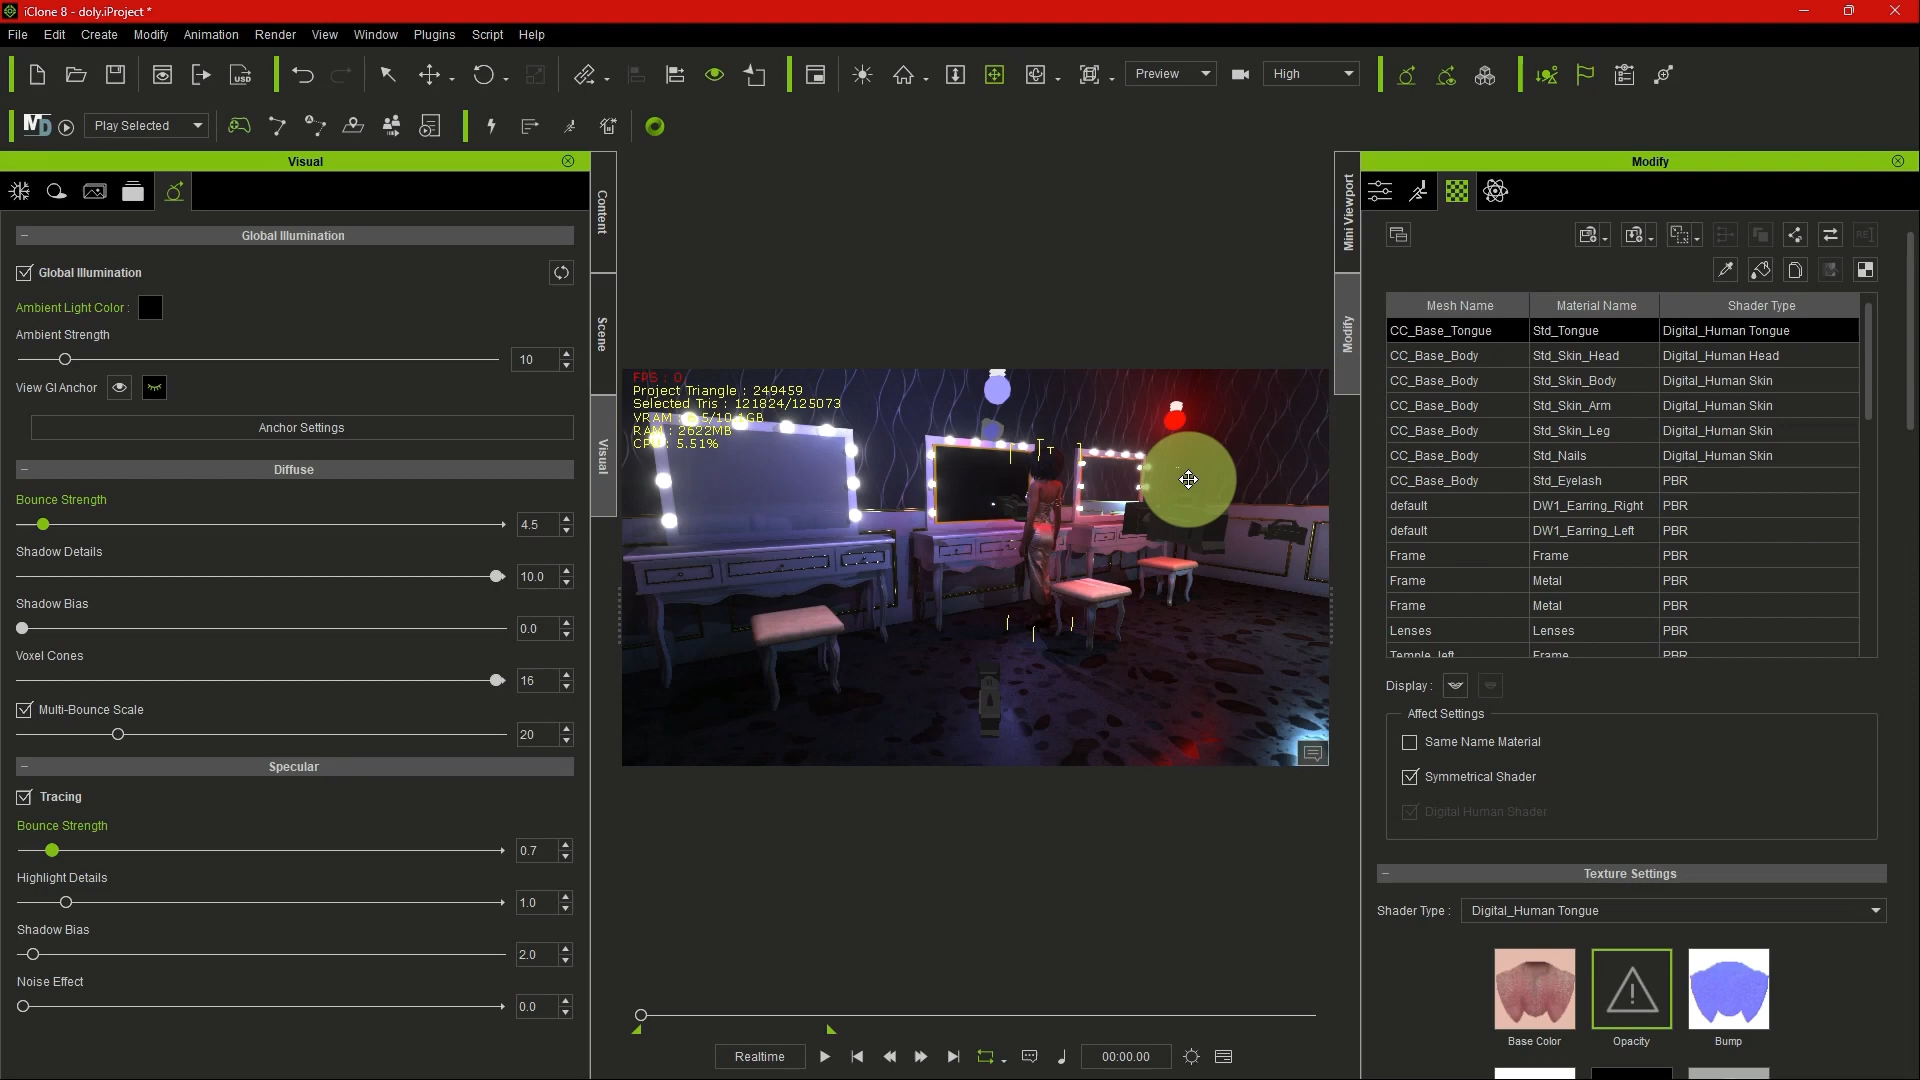 iClone 8 - doly.iProject *
File Edit Create Modify Animation Render View Window Plugins Script Help
USD
Preview
High
MD
Play Selected
Visual
Content
Scene
Visual
Global Illumination
Global Illumination
Ambient Light Color :
Ambient Strength
10
View GI Anchor
Anchor Settings
Diffuse
Bounce Strength
4.5
Shadow Details
10.0
Shadow Bias
0.0
Voxel Cones
16
Multi-Bounce Scale
20
Specular
Tracing
Bounce Strength
0.7
Highlight Details
1.0
Shadow Bias
2.0
Noise Effect
0.0
FPS : 0
Project Triangle : 249459
Selected Tris : 121824/125073
RAM : 2622MB
5.51%
Realtime
00:00.00
Mini Viewport
Modify
Modify
Mesh Name Material Name Shader Type
CC_Base_Tongue Std_Tongue Digital_Human Tongue
CC_Base_Body Std_Skin_Head Digital_Human Head
CC_Base_Body Std_Skin_Body Digital_Human Skin
CC_Base_Body Std_Skin_Arm Digital_Human Skin
CC_Base_Body Std_Skin_Leg Digital_Human Skin
CC_Base_Body Std_Nails Digital_Human Skin
CC_Base_Body Std_Eyelash PBR
default DW1_Earring_Right PBR
default DW1_Earring_Left PBR
Frame Frame PBR
Frame Metal PBR
Frame Metal PBR
Lenses Lenses PBR
Temple_left Frame PBR
Display :
Affect Settings
Same Name Material
Symmetrical Shader
Digital Human Shader
Texture Settings
Shader Type : Digital_Human Tongue
Base Color Opacity Bump